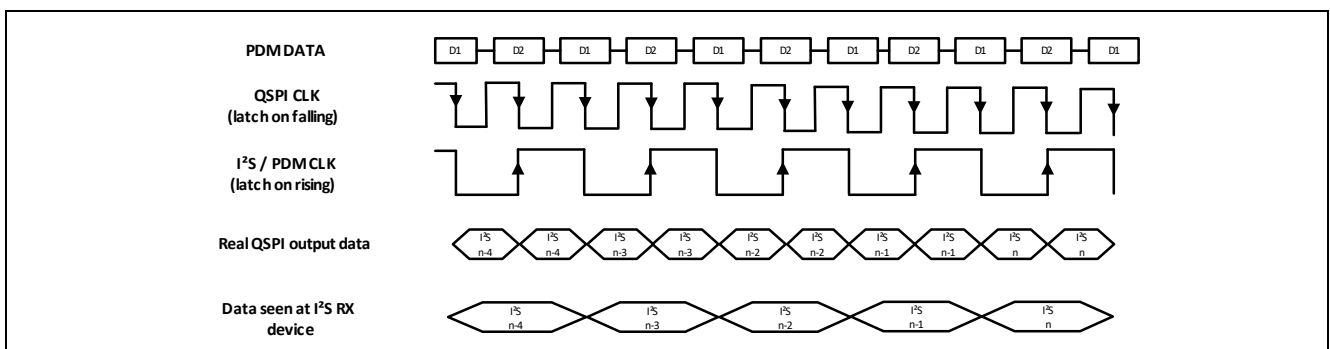 PDM DATA
D1 D2 D1 D2 D1 D2 D1 D2 D1 D2 D1
QSPI CLK
(latch on falling)
I²S / PDM CLK
(latch on rising)
Real QSPI output data
I²S I²S I²S I²S I²S I²S I²S I²S I²S I²S
n-4 n-4 n-3 n-3 n-2 n-2 n-1 n-1 n n
Data seen at I²S RX
device
I²S I²S I²S I²S I²S
n-4 n-3 n-2 n-1 n